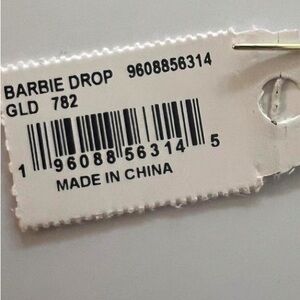 BARBIE DROP 9608856314
GLD 782
1 96088 56314 5
MADE IN CHINA